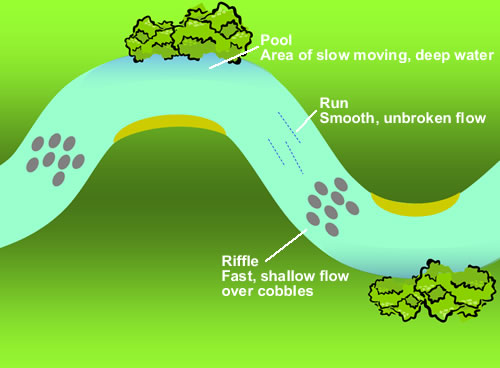 Pool
Area of slow moving, deep water
Run
Smooth, unbroken flow
Riffle
Fast, shallow flow
over cobbles